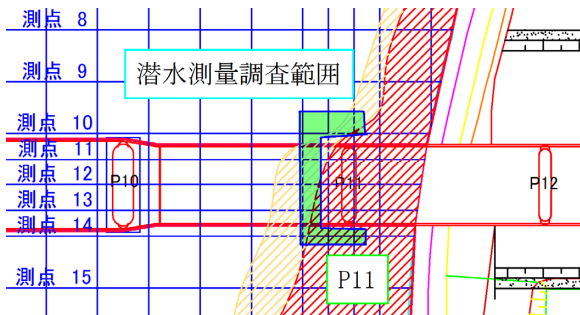 測点 8
測点 9
潜水測量調査範囲
測点 10
測点 11
測点 12
測点 13
測点 14
P10
P11
P12
測点 15
P11